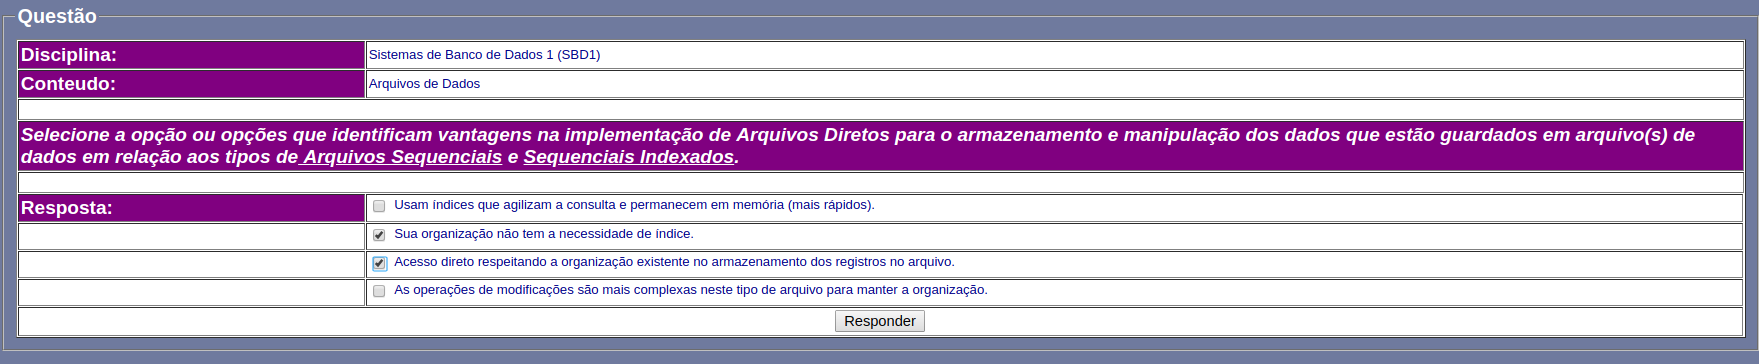 Questão
Disciplina:
Sistemas de Banco de Dados 1 (SBD1)
Conteudo:
Arquivos de Dados
Selecione a opção ou opções que identificam vantagens na implementação de Arquivos Diretos para o armazenamento e manipulação dos dados que estão guardados em arquivo(s) de
dados em relação aos tipos de Arquivos Sequenciais e Sequenciais Indexados.
Resposta:
Usam índices que agilizam a consulta e permanecem em memória (mais rápidos).
Sua organização não tem a necessidade de índice.
Acesso direto respeitando a organização existente no armazenamento dos registros no arquivo.
As operações de modificações são mais complexas neste tipo de arquivo para manter a organização.
Responder